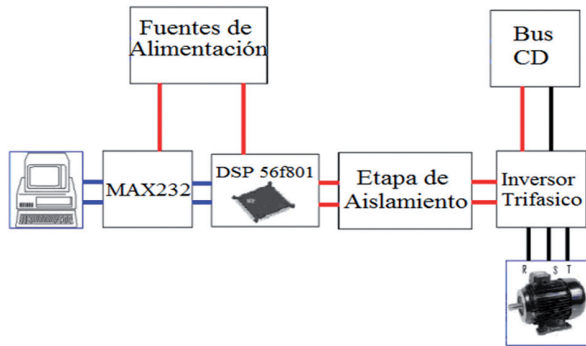 Fuentes de
Alimentación
Bus
CD
MAX232
DSP 56f801
Etapa de
Aislamiento
Inversor
Trifasico
R S T